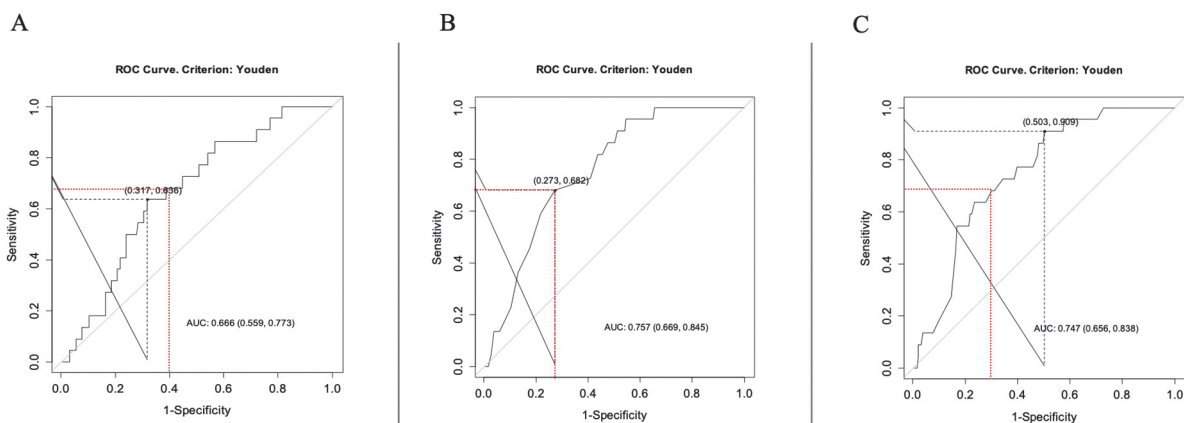 A
ROC Curve. Criterion: Youden
1.0
0.8
0.6
0.4
0.2
0.0
Sensitivity
(0.317, 0.636)
AUC: 0.666 (0.559, 0.773)
0.0 0.2 0.4 0.6 0.8 1.0
1-Specificity
B
ROC Curve. Criterion: Youden
1.0
0.8
0.6
0.4
0.2
0.0
Sensitivity
(0.273, 0.682)
AUC: 0.757 (0.669, 0.845)
0.0 0.2 0.4 0.6 0.8 1.0
1-Specificity
C
ROC Curve. Criterion: Youden
1.0
0.8
0.6
0.4
0.2
0.0
Sensitivity
(0.503, 0.909)
AUC: 0.747 (0.656, 0.838)
0.0 0.2 0.4 0.6 0.8 1.0
1-Specificity